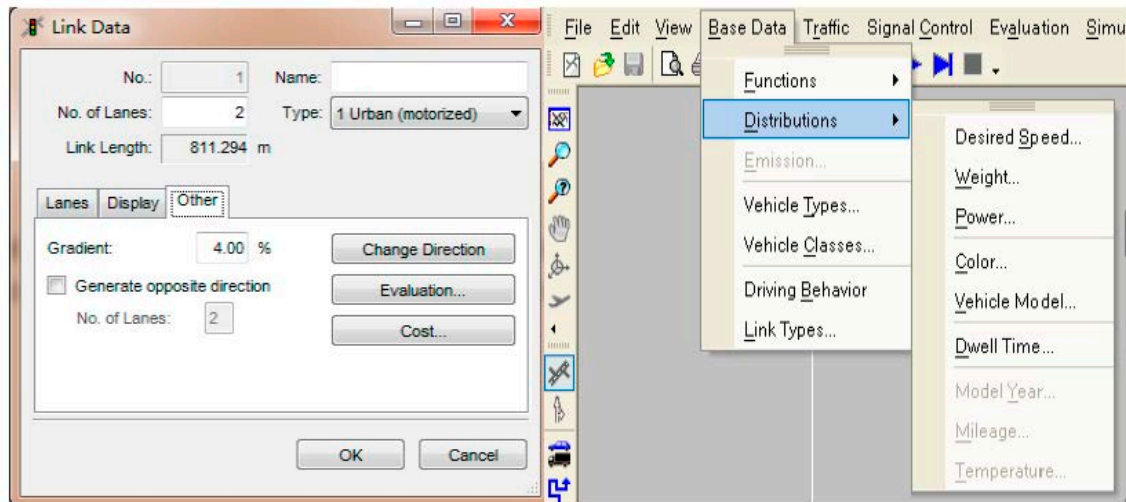 Link Data
No.: 1 Name:
No. of Lanes: 2 Type: 1 Urban (motorized)
Link Length: 811.294 m
Lanes Display Other
Gradient: 4.00 % Change Direction
Generate opposite direction Evaluation...
No. of Lanes: 2 Cost...
OK Cancel
File Edit View Base Data Traffic Signal Control Evaluation Simu
Functions
Distributions
Emission...
Vehicle Types...
Vehicle Classes...
Driving Behavior
Link Types...
Desired Speed...
Weight...
Power...
Color...
Vehicle Model...
Dwell Time...
Model Year...
Mileage...
Temperature...